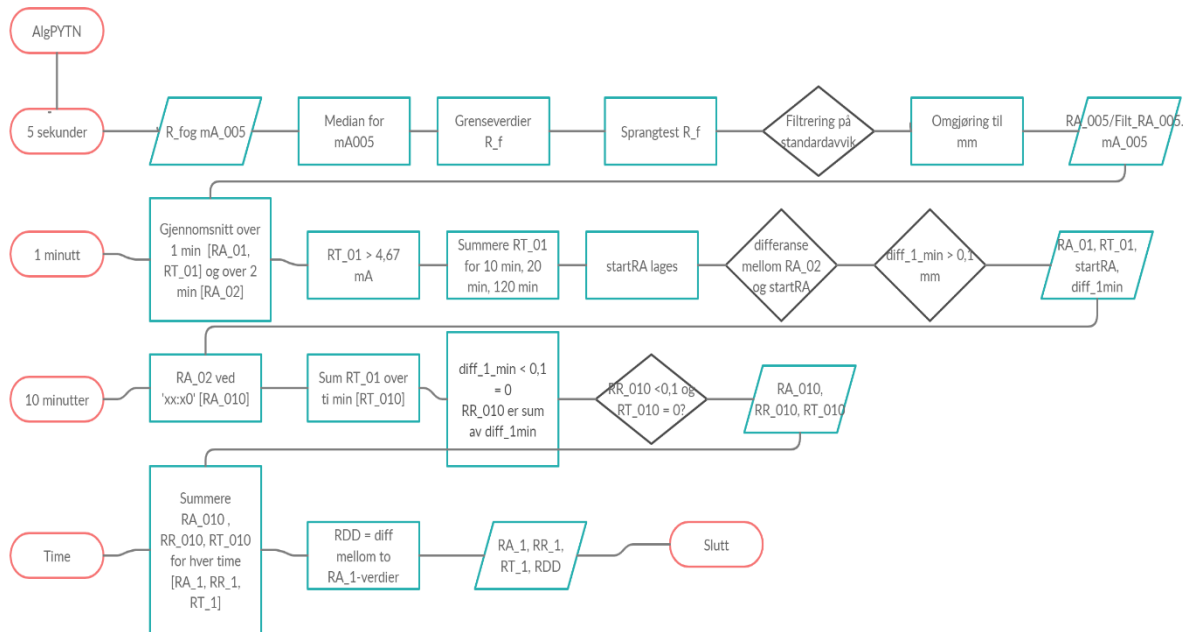 AlgPYTN
5 sekunder
R_fog mA_005
Median for
mA005
Grenseverdier
R_f
Sprangtest R_f
Filtrering på
standardavvik
Omgjøring til
mm
RA_005/Filt_RA_005.
mA_005
1 minutt
Gjennomsnitt over
1 min [RA_01,
RT_01] og over 2
min [RA_02]
RT_01 > 4,67
mA
Summere RT_01
for 10 min, 20
min, 120 min
startRA lages
differanse
mellom RA_02
og startRA
diff_1_min > 0,1
mm
RA_01, RT_01,
startRA,
diff_1min
10 minutter
RA_02 ved
'xx:x0' [RA_010]
Sum RT_01 over
ti min [RT_010]
diff_1_min < 0,1
= 0
RR_010 er sum
av diff_1min
RR_010 <0,1 og
RT_010 = 0?
RA_010,
RR_010, RT_010
Time
Summere
RA_010 ,
RR_010, RT_010
for hver time
[RA_1, RR_1,
RT_1]
RDD = diff
mellom to
RA_1-verdier
RA_1, RR_1,
RT_1, RDD
Slutt